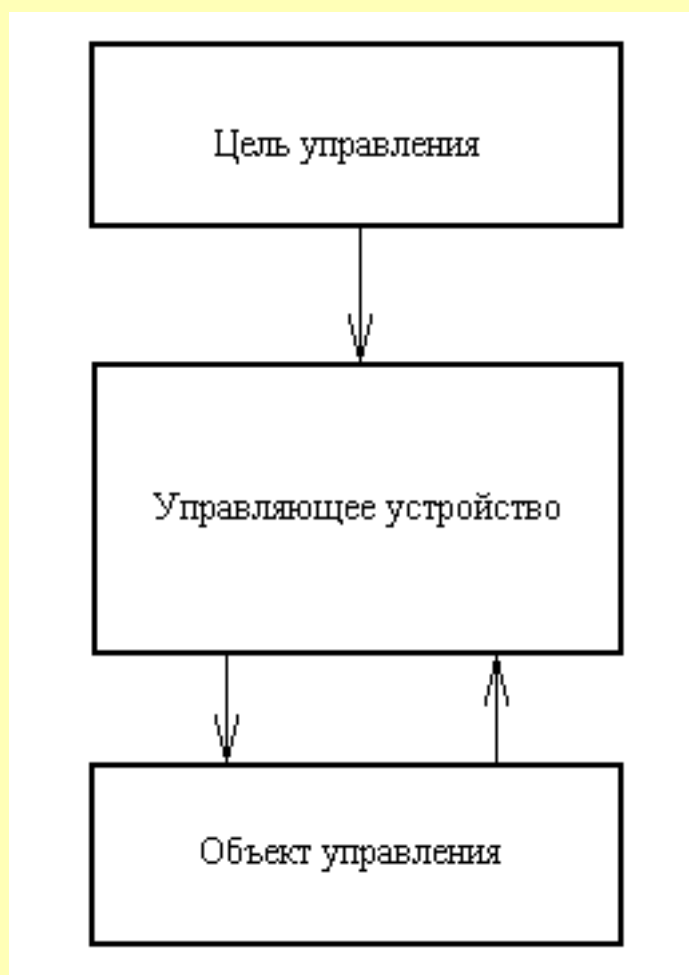 Цель управления
Управляющее устройство
Объект управления